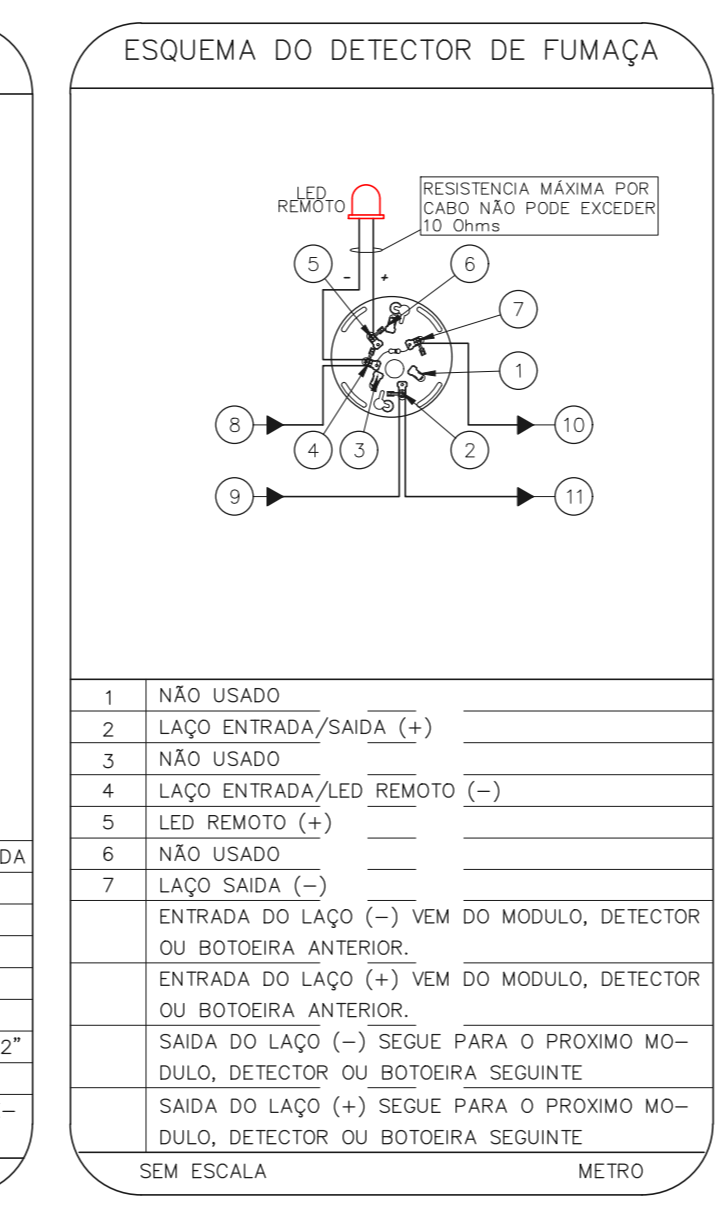 ESQUEMA DO DETECTOR DE FUMAÇA
LED
REMOTO
RESISTENCIA MÁXIMA POR
CABO NÃO PODE EXCEDER
10 Ohms
5
6
- +
7
1
8
10
4
3
2
9
11
1 NÃO USADO
2 LAÇO ENTRADA/SAIDA (+)
3 NÃO USADO
4 LAÇO ENTRADA/LED REMOTO (-)
5 LED REMOTO (+)
6 NÃO USADO
7 LAÇO SAIDA (-)
ENTRADA DO LAÇO (-) VEM DO MODULO, DETECTOR
OU BOTOEIRA ANTERIOR.
ENTRADA DO LAÇO (+) VEM DO MODULO, DETECTOR
OU BOTOEIRA ANTERIOR.
SAIDA DO LAÇO (-) SEGUE PARA O PROXIMO MO-
DULO, DETECTOR OU BOTOEIRA SEGUINTE
SAIDA DO LAÇO (+) SEGUE PARA O PROXIMO MO-
DULO, DETECTOR OU BOTOEIRA SEGUINTE
SEM ESCALA METRO
DA
2"
-